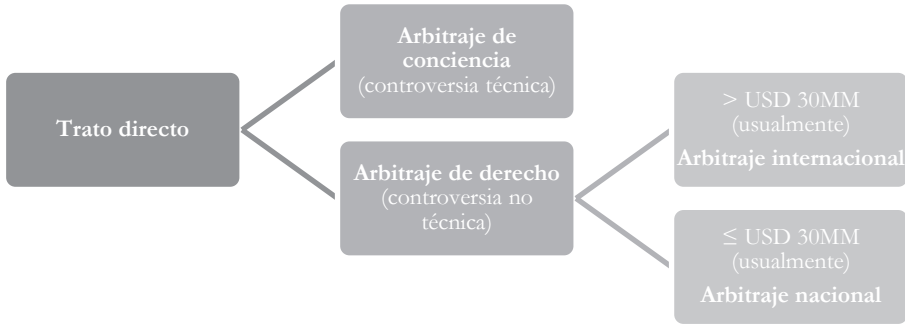 Trato directo
Arbitraje de
conciencia
(controversia técnica)
Arbitraje de derecho
(controversia no
técnica)
> USD 30MM
(usualmente)
Arbitraje internacional
≤ USD 30MM
(usualmente)
Arbitraje nacional